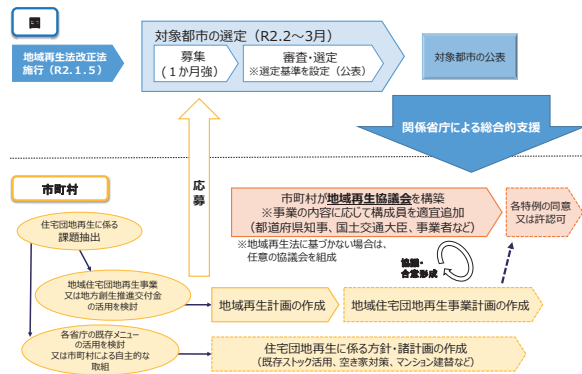 国
地域再生法改正法
施行（R2.1.5）
対象都市の選定（R2.2～3月）
募集
（1か月強）
審査・選定
※選定基準を設定（公表）
対象都市の公表
関係省庁による総合的支援
市町村
応募
住宅団地再生に係る
課題抽出
地域住宅団地再生事業
又は地方創生推進交付金
の活用を検討
各省庁の既存メニュー
の活用を検討
又は市町村による自主的な
取組
市町村が地域再生協議会を構築
※事業の内容に応じて構成員を適宜追加
（都道府県知事、国土交通大臣、事業者など）
※地域再生法に基づかない場合は、
任意の協議会を組成
協議・
合意形成
各特例の同意
又は許認可
地域再生計画の作成
地域住宅団地再生事業計画の作成
住宅団地再生に係る方針・諸計画の作成
（既存ストック活用、空き家対策、マンション建替など）